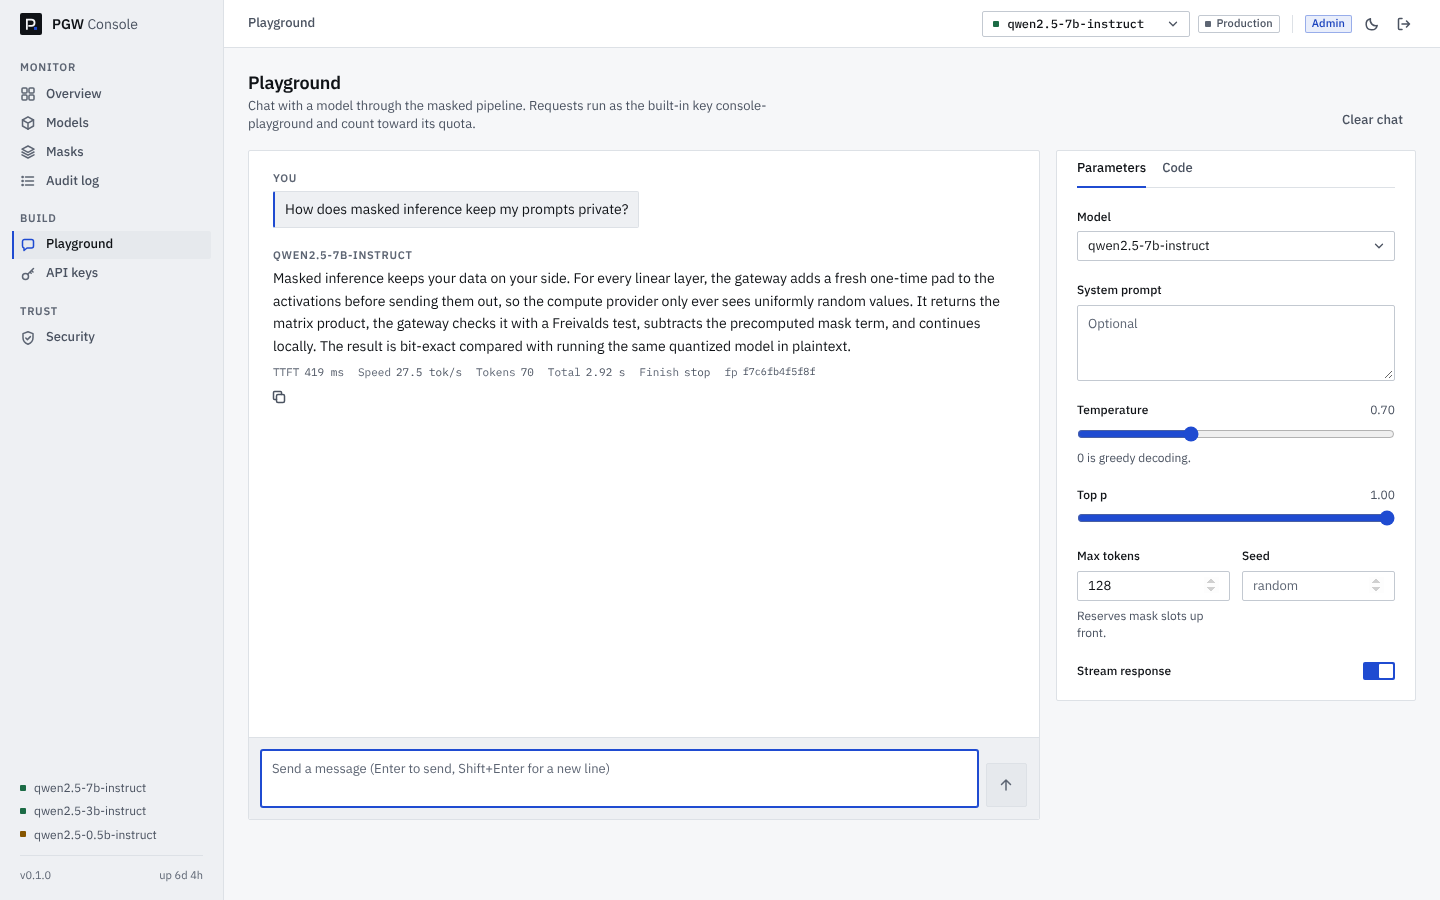 P.
PGW Console
MONITOR
Overview
Models
Masks
Audit log
BUILD
Playground
API keys
TRUST
Security
qwen2.5-7b-instruct
qwen2.5-3b-instruct
qwen2.5-0.5b-instruct
v0.1.0 up 6d 4h
Playground
qwen2.5-7b-instruct
Production
Admin
Playground
Chat with a model through the masked pipeline. Requests run as the built-in key console-
playground and count toward its quota.
Clear chat
YOU
How does masked inference keep my prompts private?
QWEN2.5-7B-INSTRUCT
Masked inference keeps your data on your side. For every linear layer, the gateway adds a fresh one-time pad to the
activations before sending them out, so the compute provider only ever sees uniformly random values. It returns the
matrix product, the gateway checks it with a Freivalds test, subtracts the precomputed mask term, and continues
locally. The result is bit-exact compared with running the same quantized model in plaintext.
TTFT 419 ms Speed 27.5 tok/s Tokens 70 Total 2.92 s Finish stop fp f7c6fb4f5f8f
Send a message (Enter to send, Shift+Enter for a new line)
Parameters Code
Model
qwen2.5-7b-instruct
System prompt
Optional
Temperature 0.70
0 is greedy decoding.
Top p 1.00
Max tokens Seed
128 random
Reserves mask slots up
front.
Stream response